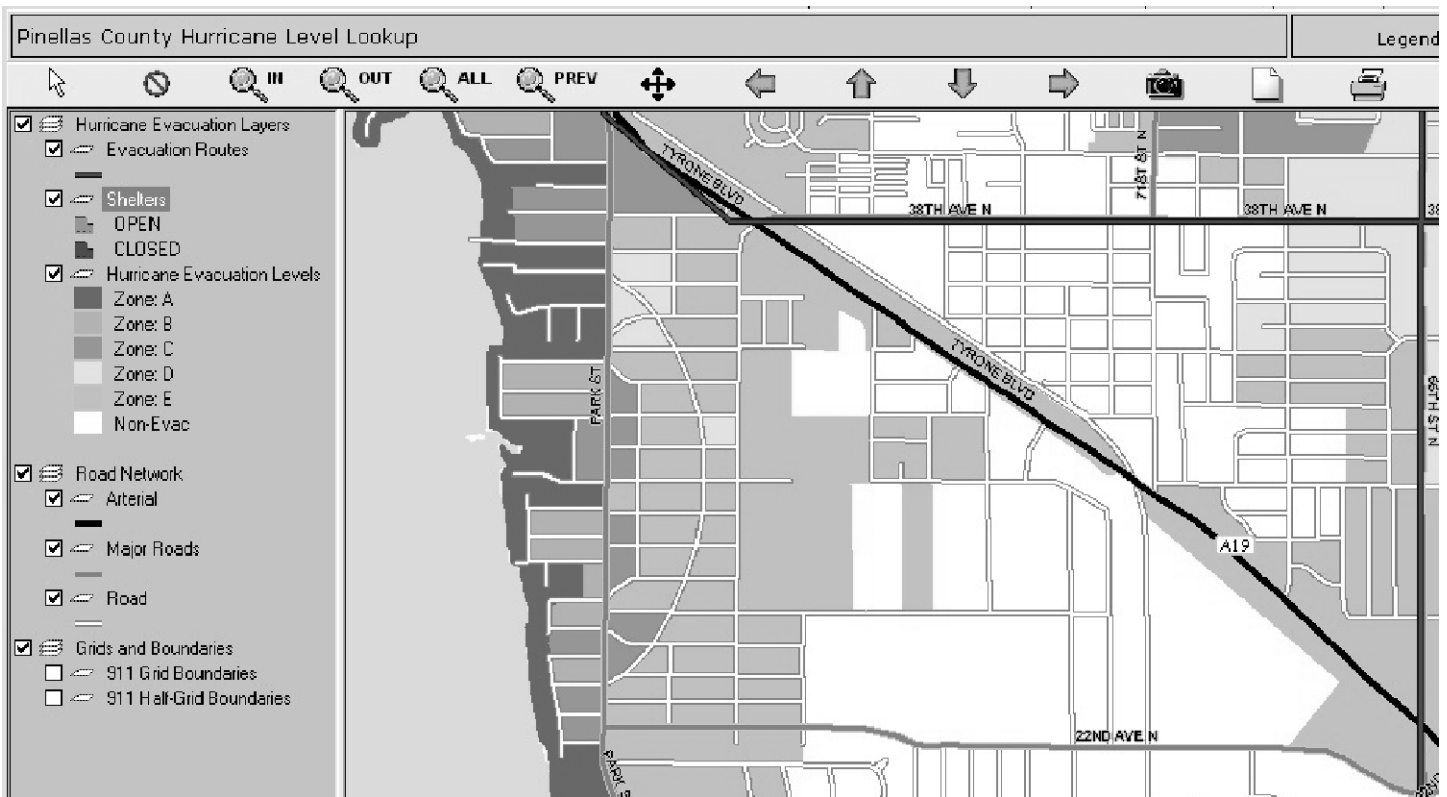 Pinellas County Hurricane Level Lookup
Legend
IN OUT ALL PREV
Hurricane Evacuation Layers
Evacuation Routes
Shelters
OPEN
CLOSED
Hurricane Evacuation Levels
Zone: A
Zone: B
Zone: C
Zone: D
Zone: E
Non-Evac
Road Network
Arterial
Major Roads
Road
Grids and Boundaries
911 Grid Boundaries
911 Half-Grid Boundaries
TYRONE BLVD
71ST ST N
38TH AVE N
38TH AVE N
38
TYRONE BLVD
PARK ST
66TH ST N
A19
22ND AVE N
PARK S
22ND